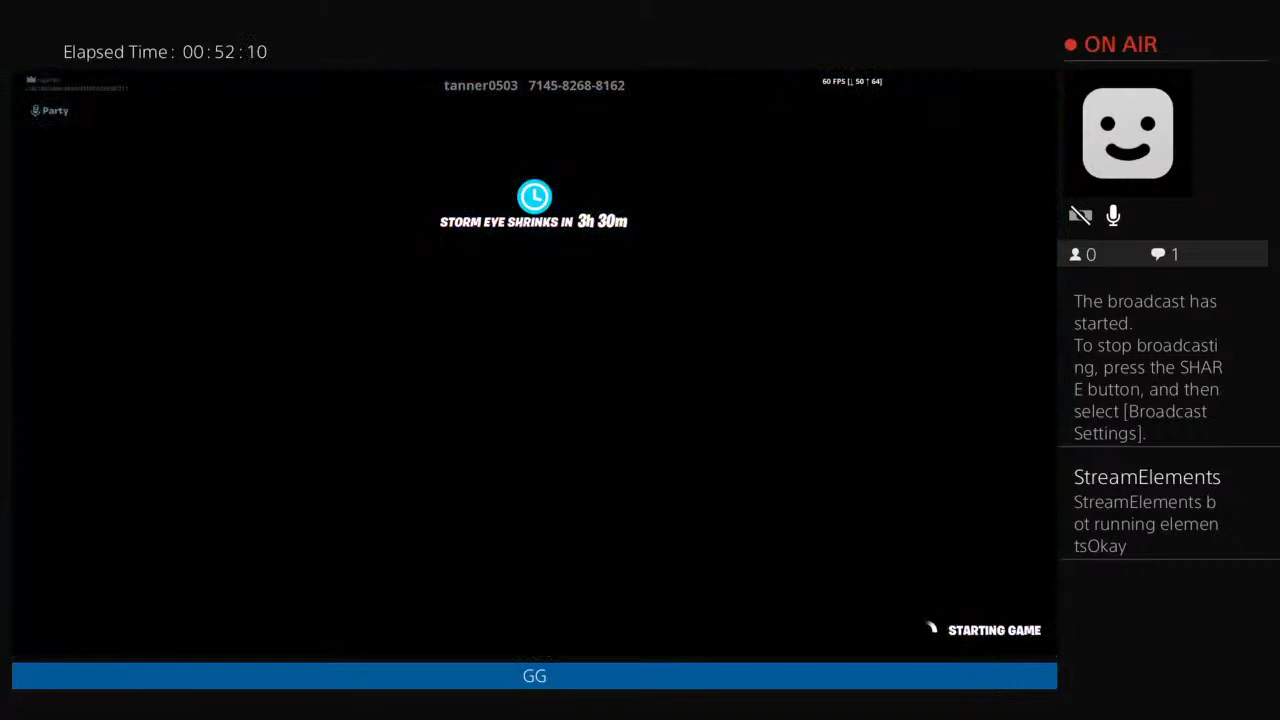 Elapsed Time: 00:52:10
ON AIR
tanner0503 7145-8268-8162
60 FPS [↓ 50 ↑ 64]
Party
STORM EYE SHRINKS IN 3h 30m
0
1
The broadcast has
started.
To stop broadcasti
ng, press the SHAR
E button, and then
select [Broadcast
Settings].
StreamElements
StreamElements b
ot running elemen
tsOkay
STARTING GAME
GG